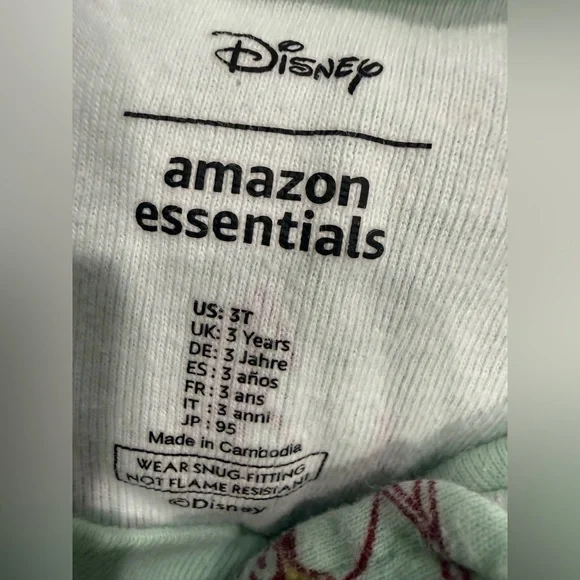 Disney
amazon
essentials
US: 3T
UK: 3 Years
DE: 3 Jahre
ES: 3 años
FR: 3 ans
IT : 3 anni
JP : 95
Made in Cambodia
WEAR SNUG-FITTING
NOT FLAME RESISTANT
©Disney